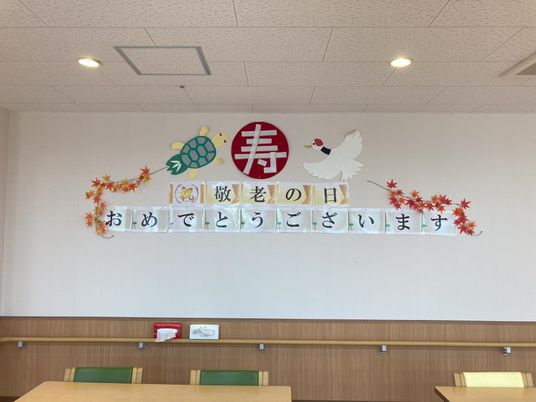 寿
祝 敬老の日
おめでとうございます